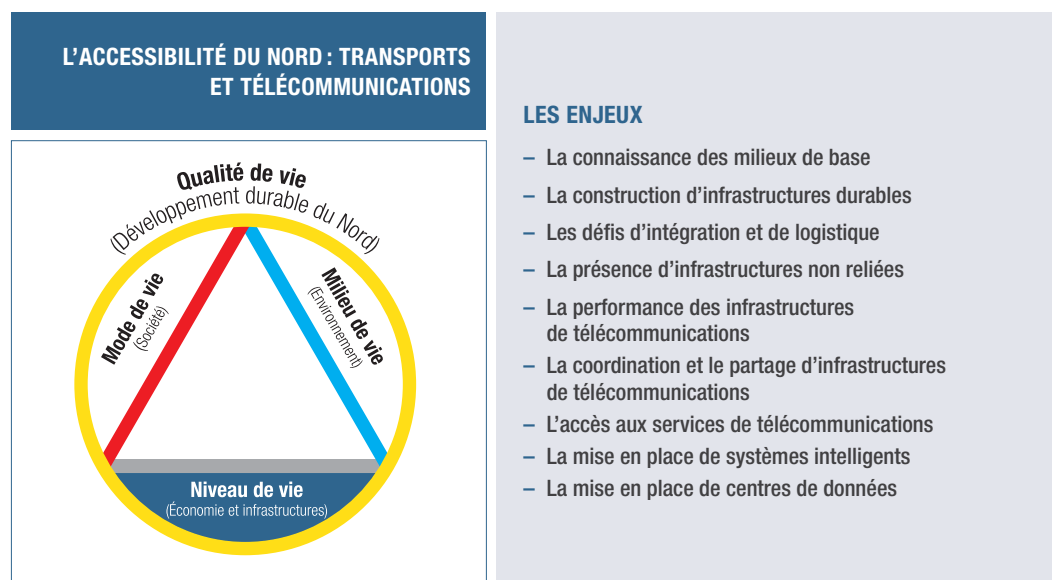 L'ACCESSIBILITÉ DU NORD : TRANSPORTS
ET TÉLÉCOMMUNICATIONS
Qualité de vie
(Développement durable du Nord)
Mode de vie
(Société)
Milieu de vie
(Environnement)
Niveau de vie
(Économie et infrastructures)
LES ENJEUX
– La connaissance des milieux de base
– La construction d'infrastructures durables
– Les défis d'intégration et de logistique
– La présence d'infrastructures non reliées
– La performance des infrastructures
de télécommunications
– La coordination et le partage d'infrastructures
de télécommunications
– L'accès aux services de télécommunications
– La mise en place de systèmes intelligents
– La mise en place de centres de données